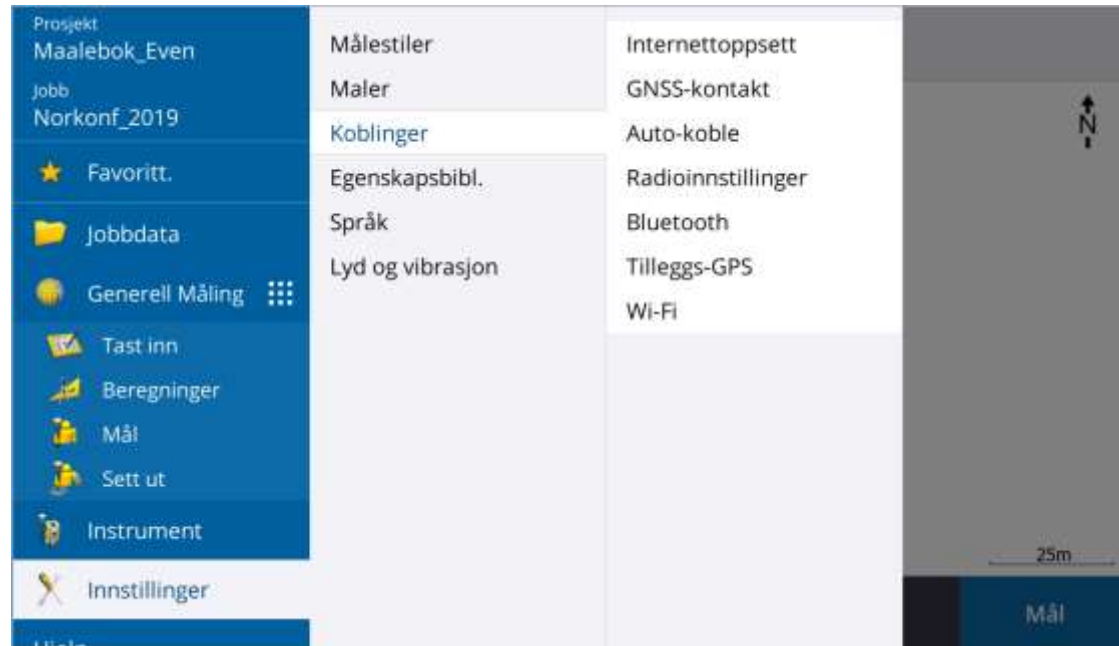 Prosjekt
Maalebok_Even
Jobb
Norkonf_2019
Favoritt.
Jobbdata
Generell Måling
Tast inn
Beregninger
Mål
Sett ut
Instrument
Innstillinger
Målestiler
Maler
Koblinger
Egenskapsbibl.
Språk
Lyd og vibrasjon
Internettoppsett
GNSS-kontakt
Auto-koble
Radioinnstillinger
Bluetooth
Tilleggs-GPS
Wi-Fi
N
25m
Mål